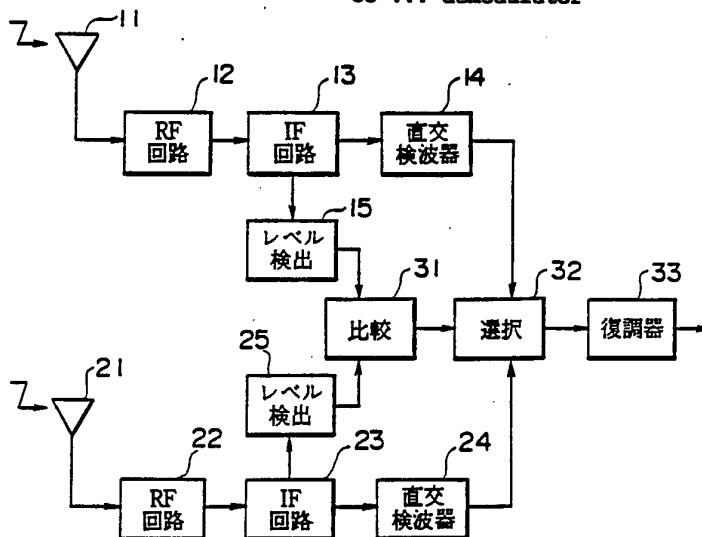 ... demodulator
11
12
13
14
RF
回路
IF
回路
直交
検波器
15
レベル
検出
31
32
33
比較
選択
復調器
25
レベル
検出
21
22
23
24
RF
回路
IF
回路
直交
検波器